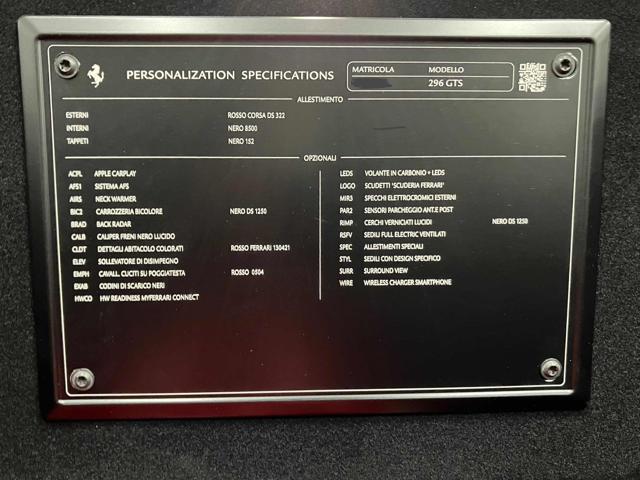 PERSONALIZATION SPECIFICATIONS
MATRICOLA MODELLO
296 GTS
ALLESTIMENTO
ESTERNI ROSSO CORSA DS 322
INTERNI NERO 8500
TAPPETI NERO 152
OPZIONALI
ACFL APPLE CARPLAY
AFS1 SISTEMA AFS
AIRS NECK WARMER
BIC2 CARROZZERIA BICOLORE NERO DS 1250
BRAD BACK RADAR
CALB CALIPER FRENI NERO LUCIDO
CLDT DETTAGLI ABITACOLO COLORATI ROSSO FERRARI 130421
ELEV SOLLEVATORE DI DISIMPEGNO
EMPH CAVALL. CUCITI SU POGGIATESTA ROSSO 0504
EXAB CODINI DI SCARICO NERI
HWCO HW READINESS MYFERRARI CONNECT
LEDS VOLANTE IN CARBONIO + LEDS
LOGO SCUDETTI 'SCUDERIA FERRARI'
MIR3 SPECCHI ELETTROCROMICI ESTERNI
PAR2 SENSORI PARCHEGGIO ANT.E POST
RIMP CERCHI VERNICIATI LUCIDI NERO DS 1250
RSFV SEDILI FULL ELECTRIC VENTILATI
SPEC ALLESTIMENTI SPECIALI
STYL SEDILI CON DESIGN SPECIFICO
SURR SURROUND VIEW
WIRE WIRELESS CHARGER SMARTPHONE